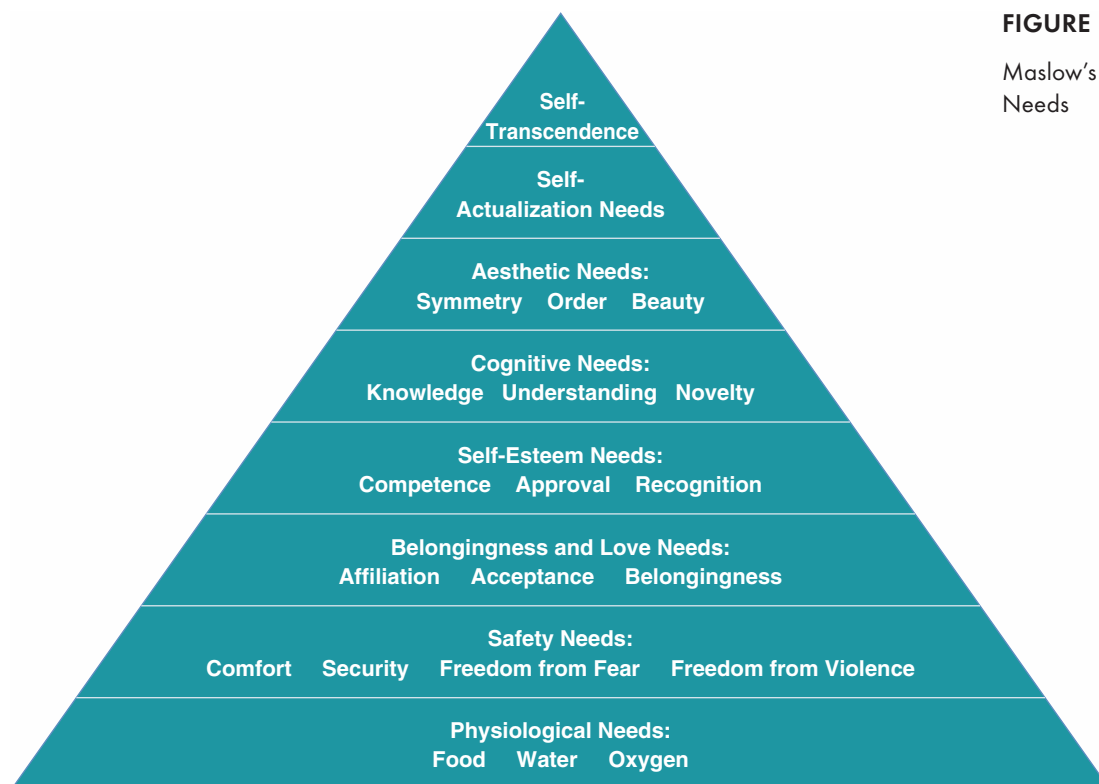 FIGURE
Maslow's
Needs
Self-
Transcendence
Self-
Actualization Needs
Aesthetic Needs:
Symmetry Order Beauty
Cognitive Needs:
Knowledge Understanding Novelty
Self-Esteem Needs:
Competence Approval Recognition
Belongingness and Love Needs:
Affiliation Acceptance Belongingness
Safety Needs:
Comfort Security Freedom from Fear Freedom from Violence
Physiological Needs:
Food Water Oxygen